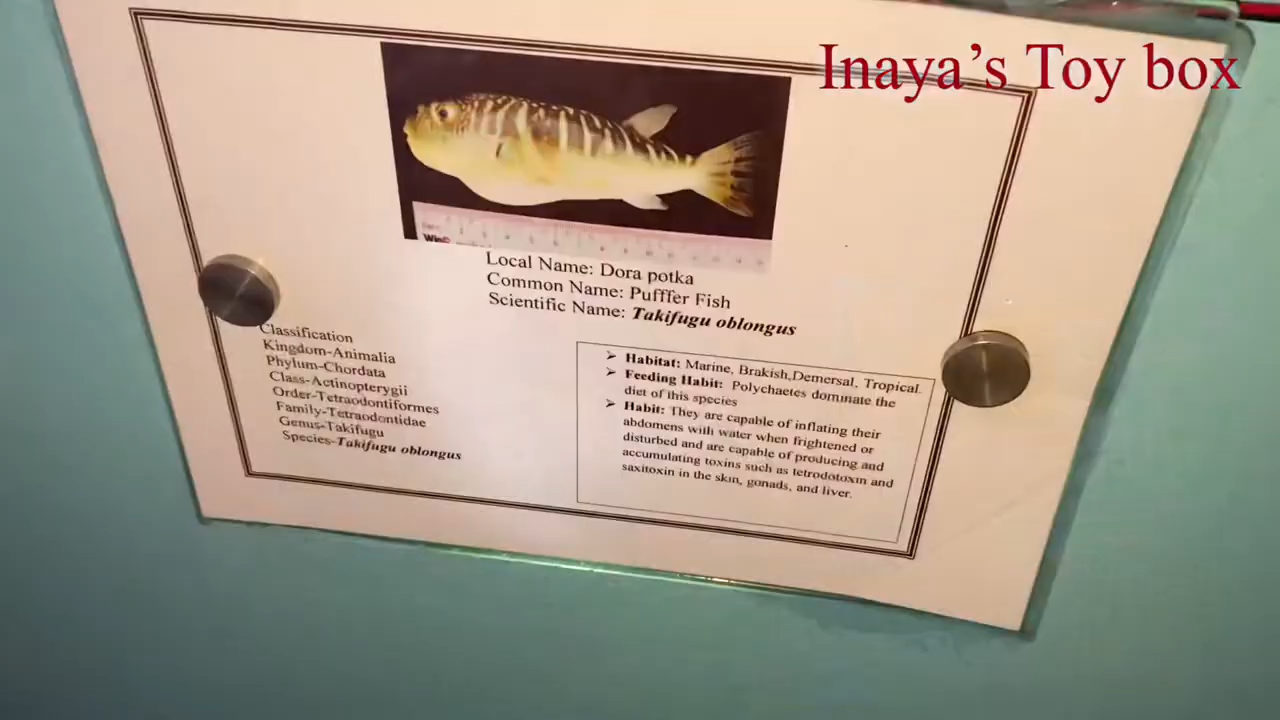 Inaya's Toy box
Local Name: Dora potka
Common Name: Pufffer Fish
Scientific Name: Takifugu oblongus
Classification
Kingdom-Animalia
Phylum-Chordata
Class-Actinopterygii
Order-Tetraodontiformes
Family-Tetraodontidae
Genus-Takifugu
Species-Takifugu oblongus
➤ Habitat: Marine, Brakish,Demersal, Tropical.
➤ Feeding Habit: Polychaetes dominate the
diet of this species
➤ Habit: They are capable of inflating their
abdomens with water when frightened or
disturbed and are capable of producing and
accumulating toxins such as tetrodotoxin and
saxitoxin in the skin, gonads, and liver.